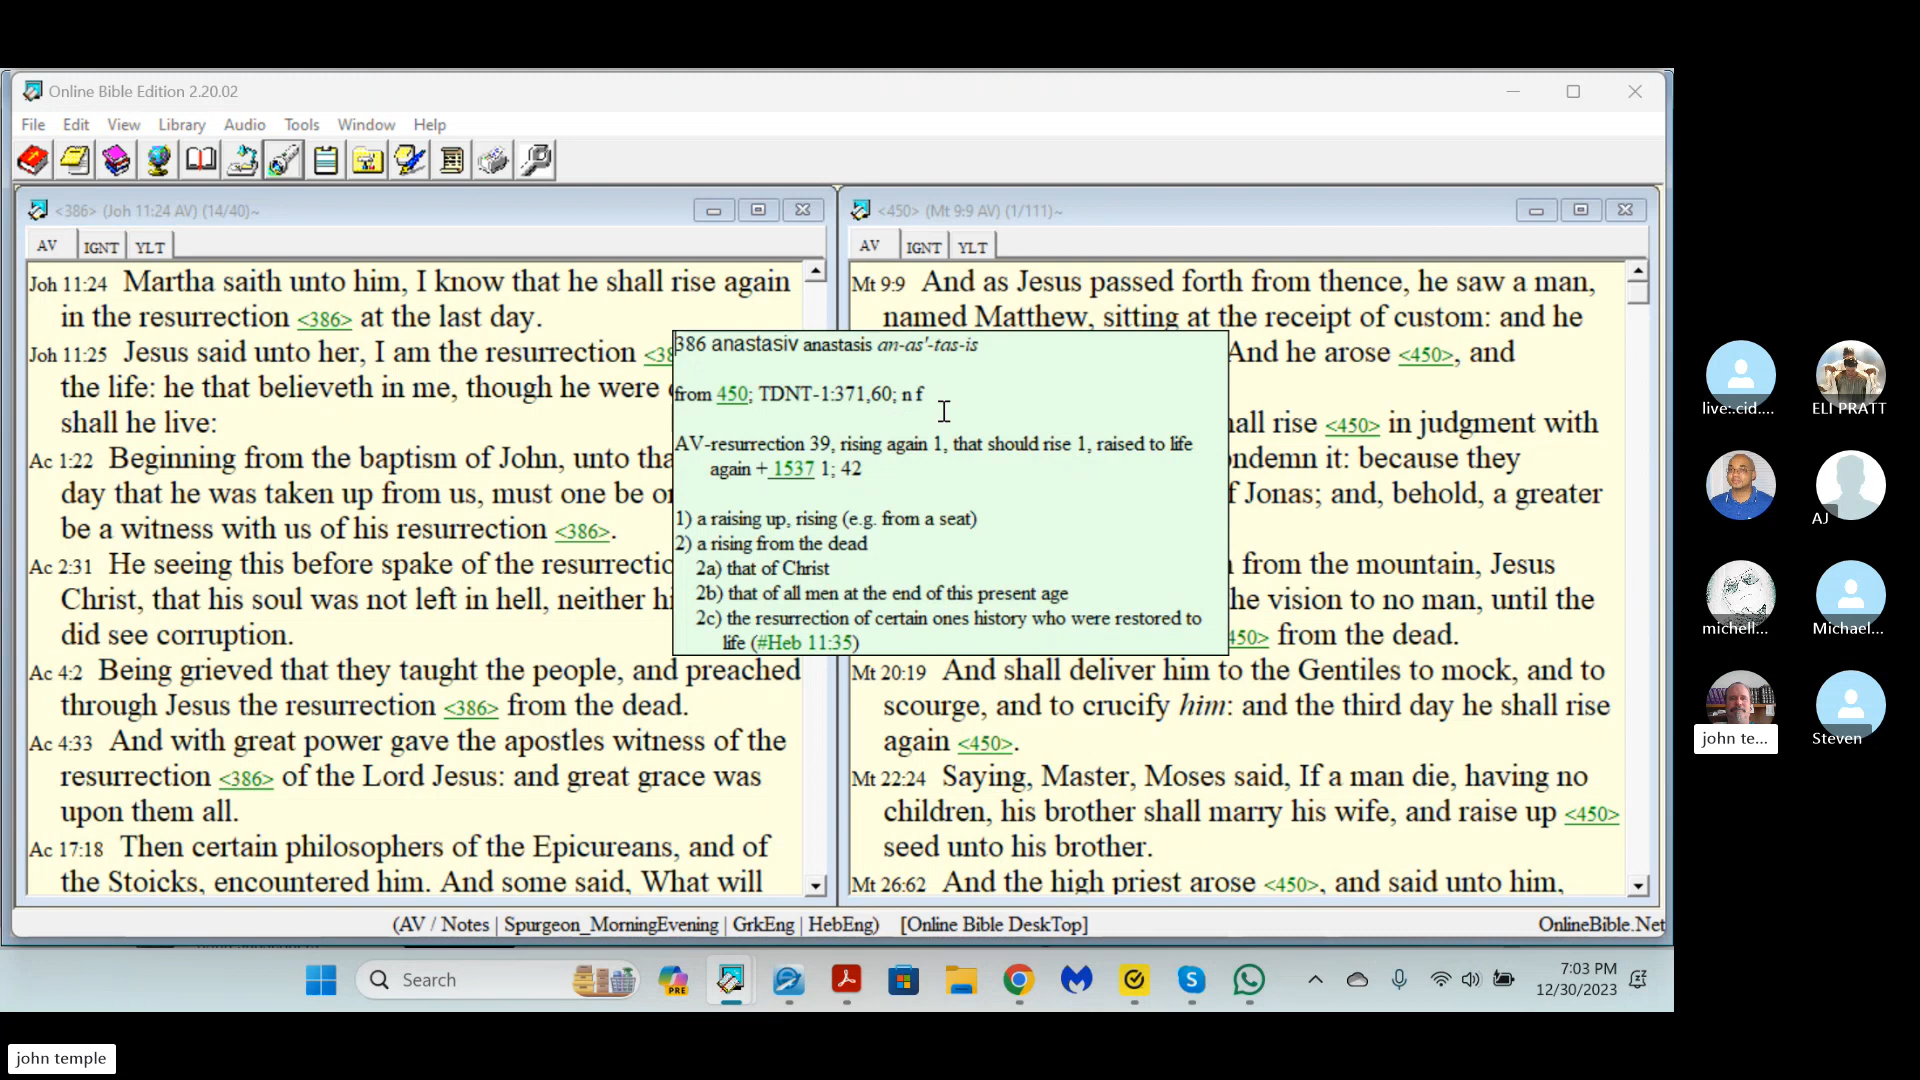 Online Bible Edition 2.20.02
File Edit View Library Audio Tools Window Help
<386> (Joh 11:24 AV) (14/40)~
AV IGNT YLT
Joh 11:24 Martha saith unto him, I know that he shall rise again
in the resurrection <386> at the last day.
Joh 11:25 Jesus said unto her, I am the resurrection <38
the life: he that believeth in me, though he were
shall he live:
Ac 1:22 Beginning from the baptism of John, unto tha
day that he was taken up from us, must one be or
be a witness with us of his resurrection <386>.
Ac 2:31 He seeing this before spake of the resurrectio
Christ, that his soul was not left in hell, neither hi
did see corruption.
Ac 4:2 Being grieved that they taught the people, and preached
through Jesus the resurrection <386> from the dead.
Ac 4:33 And with great power gave the apostles witness of the
resurrection <386> of the Lord Jesus: and great grace was
upon them all.
Ac 17:18 Then certain philosophers of the Epicureans, and of
the Stoicks, encountered him. And some said, What will
386 anastasiv anastasis an-as'-tas-is
from 450; TDNT-1:371,60; n f
AV-resurrection 39, rising again 1, that should rise 1, raised to life
again + 1537 1; 42
1) a raising up, rising (e.g. from a seat)
2) a rising from the dead
2a) that of Christ
2b) that of all men at the end of this present age
2c) the resurrection of certain ones history who were restored to
life (#Heb 11:35)
<450> (Mt 9:9 AV) (1/111)~
AV IGNT YLT
Mt 9:9 And as Jesus passed forth from thence, he saw a man,
named Matthew, sitting at the receipt of custom: and he
And he arose <450>, and
hall rise <450> in judgment with
ndemn it: because they
f Jonas; and, behold, a greater
from the mountain, Jesus
he vision to no man, until the
450> from the dead.
Mt 20:19 And shall deliver him to the Gentiles to mock, and to
scourge, and to crucify him: and the third day he shall rise
again <450>.
Mt 22:24 Saying, Master, Moses said, If a man die, having no
children, his brother shall marry his wife, and raise up <450>
seed unto his brother.
Mt 26:62 And the high priest arose <450>, and said unto him,
(AV / Notes | Spurgeon_MorningEvening | GrkEng | HebEng) [Online Bible DeskTop]
OnlineBible.Net
Search
PRE
7:03 PM
12/30/2023
live:.cid....
ELI PRATT
AJ
michell...
Michael...
john te...
Steven
john temple